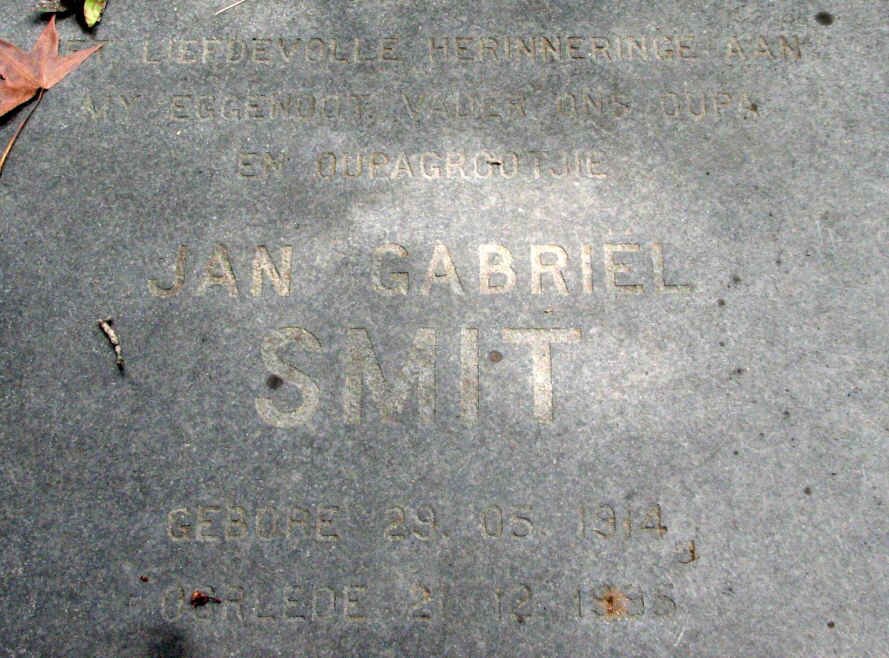 MET LIEFDEVOLLE HERINNERINGE AAN
MY EGGENOOT, VADER, ONS OUPA
EN OUPAGROOTJIE
JAN GABRIEL
SMIT
GEBORE 29. 05. 1914
OORLEDE 21. 12.